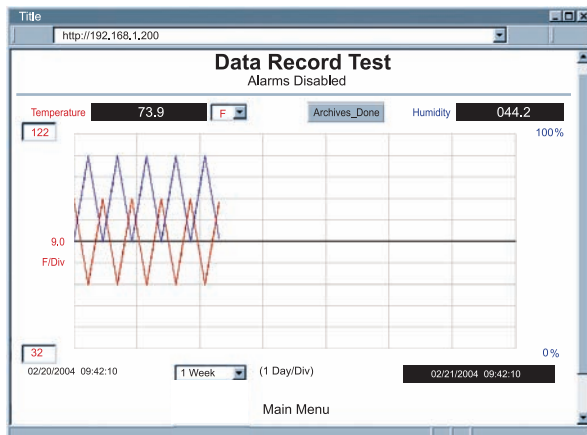 Title
http://192.168.1.200
Data Record Test
Alarms Disabled
Temperature 73.9 F Archives_Done Humidity 044.2
122 100%
9.0
F/Div
32 0%
02/20/2004 09:42:10 1 Week (1 Day/Div) 02/21/2004 09:42:10
Main Menu